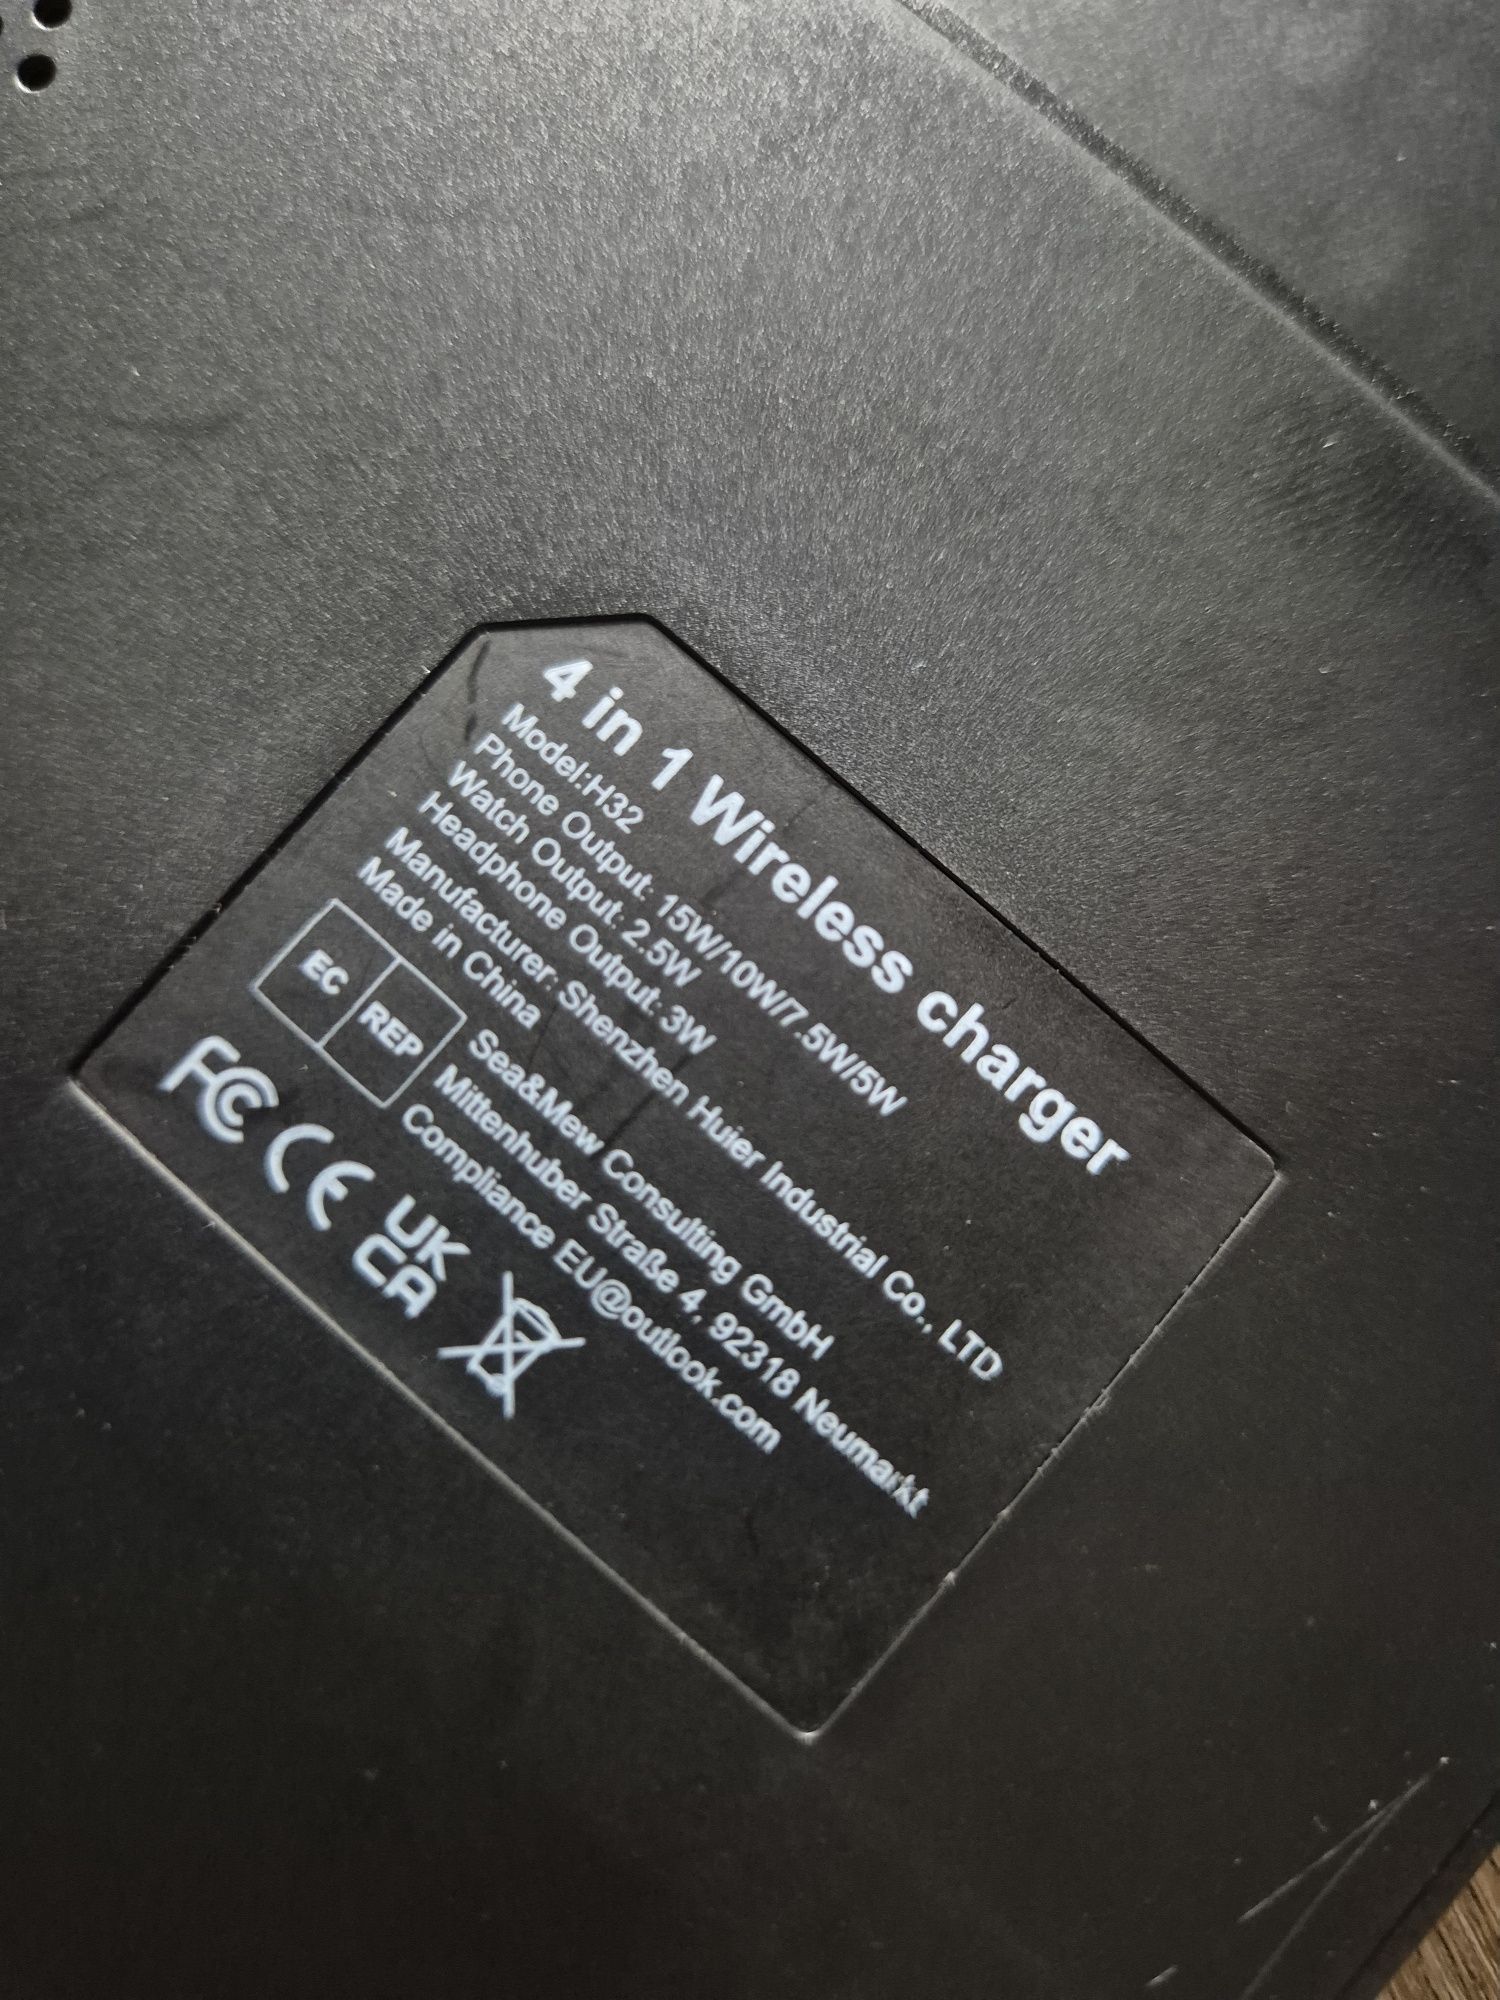 4 in 1 Wireless charger
Model:H32
Phone Output: 15W/10W/7.5W/5W
Watch Output: 2.5W
Headphone Output: 3W
Manufacturer: Shenzhen Huier Industrial Co., LTD
Made in China
EC REP
Sea&Mew Consulting GmbH
Mittenhuber Straße 4, 92318 Neumarkt
Compliance EU@outlook.com
FC CE UK CA